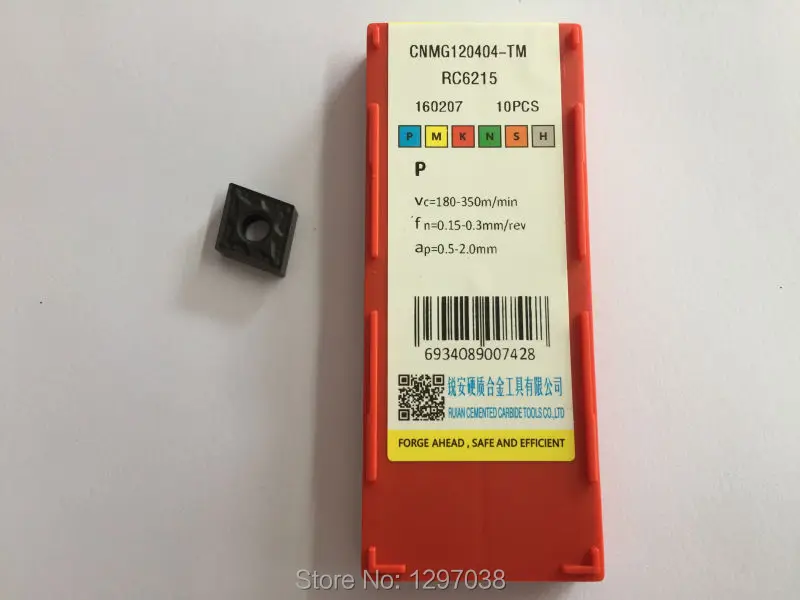 CNMG120404-TM
RC6215
160207 10PCS
P M K N S H
P
Vc=180-350m/min
fn=0.15-0.3mm/rev
ap=0.5-2.0mm
6934089007428
锐安硬质合金工具有限公司
RUIAN CEMENTED CARBIDE TOOLS CO.,LTD
FORGE AHEAD , SAFE AND EFFICIENT
Store No: 1297038